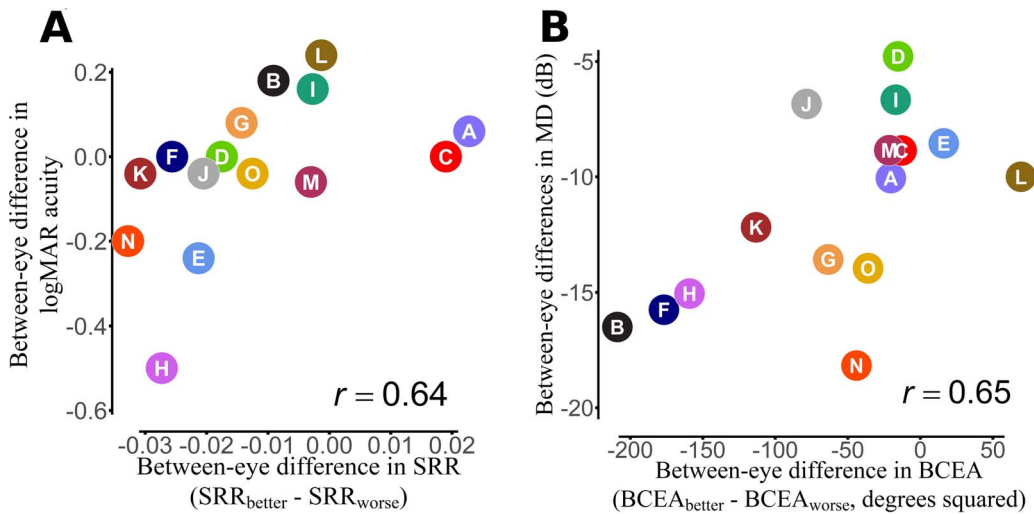 A
Between-eye difference in
logMAR acuity
0.2
0.0
-0.2
-0.4
-0.6
L
B
I
G
A
F
D
C
K
J
O
M
N
E
H
r = 0.64
-0.03 -0.02 -0.01 0.00 0.01 0.02
Between-eye difference in SRR
(SRRbetter - SRRworse)
B
Between-eye differences in MD (dB)
-5
-10
-15
-20
D
I
J
E
M C
A
L
K
G
O
H
F
B
N
r = 0.65
-200 -150 -100 -50 0 50
Between-eye difference in BCEA
(BCEAbetter - BCEAworse, degrees squared)